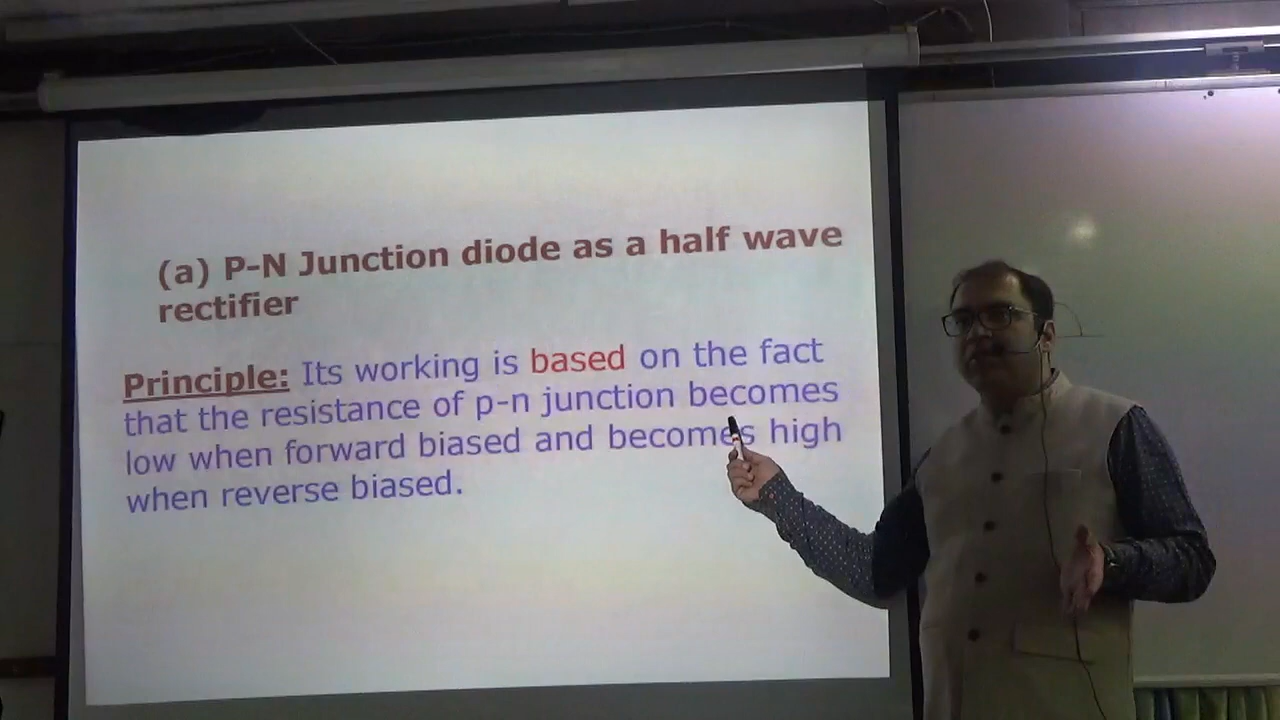 (a) P-N Junction diode as a half wave
rectifier
Principle: Its working is based on the fact
that the resistance of p-n junction becomes
low when forward biased and becomes high
when reverse biased.